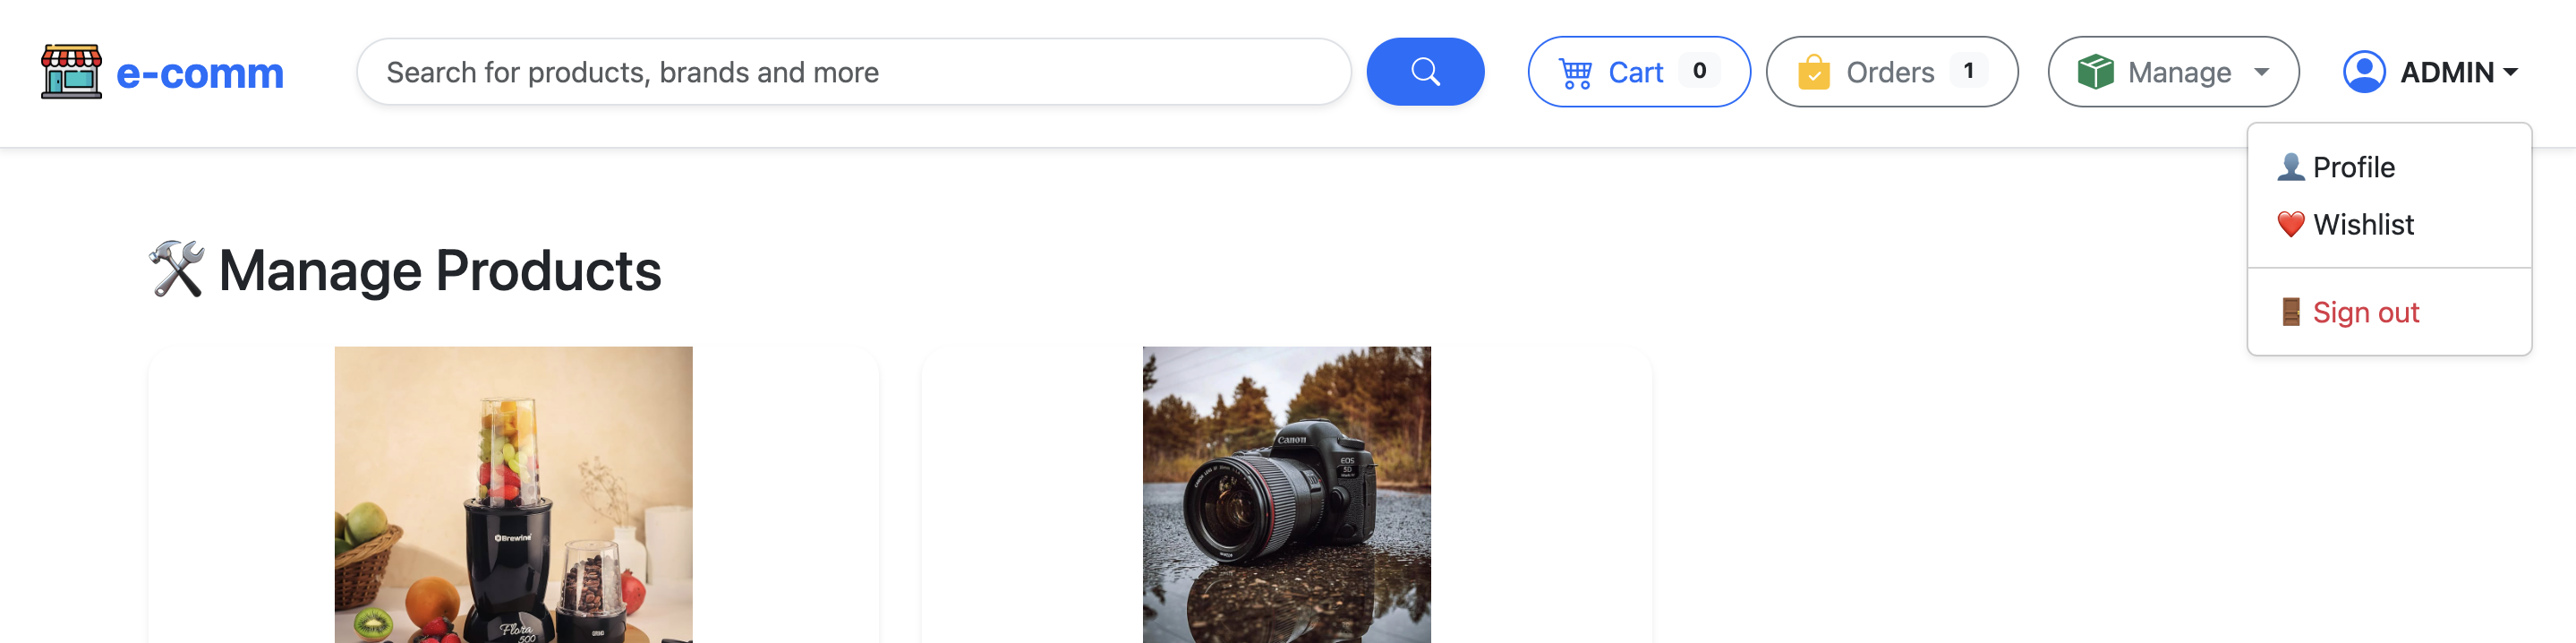 e-comm
Search for products, brands and more
Cart 0
Orders 1
Manage
ADMIN
Profile
Wishlist
Sign out
Manage Products
Brewine
Flora
500
GRIND
Canon
EOS
5D